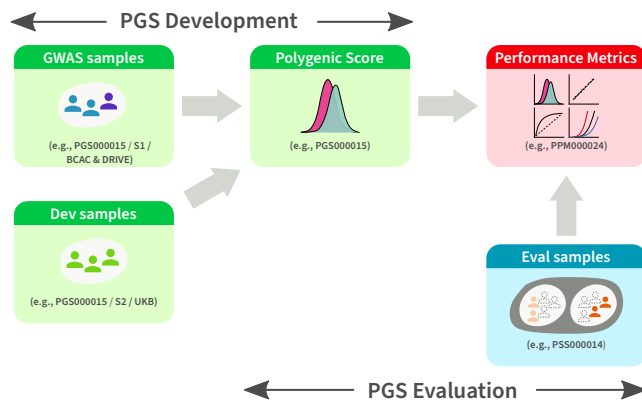 PGS Development
GWAS samples
(e.g., PGS000015 / S1 /
BCAC & DRIVE)
Polygenic Score
(e.g., PGS000015)
Performance Metrics
(e.g., PPM000024)
Dev samples
(e.g., PGS000015 / S2 / UKB)
Eval samples
(e.g., PSS000014)
PGS Evaluation